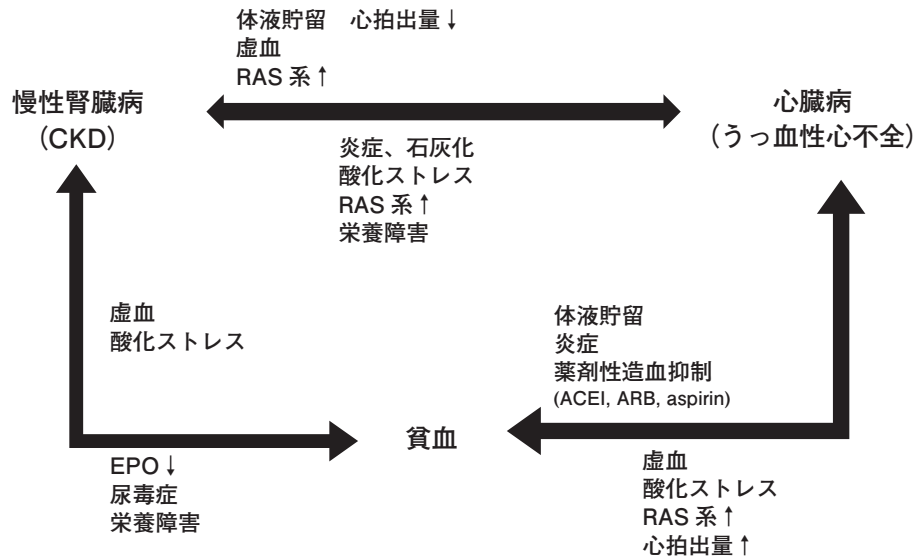 体液貯留　心拍出量↓
虚血
RAS 系↑
慢性腎臓病
(CKD)
心臓病
(うっ血性心不全)
炎症、石灰化
酸化ストレス
RAS 系↑
栄養障害
虚血
酸化ストレス
体液貯留
炎症
薬剤性造血抑制
(ACEI, ARB, aspirin)
貧血
EPO↓
尿毒症
栄養障害
虚血
酸化ストレス
RAS 系↑
心拍出量↑